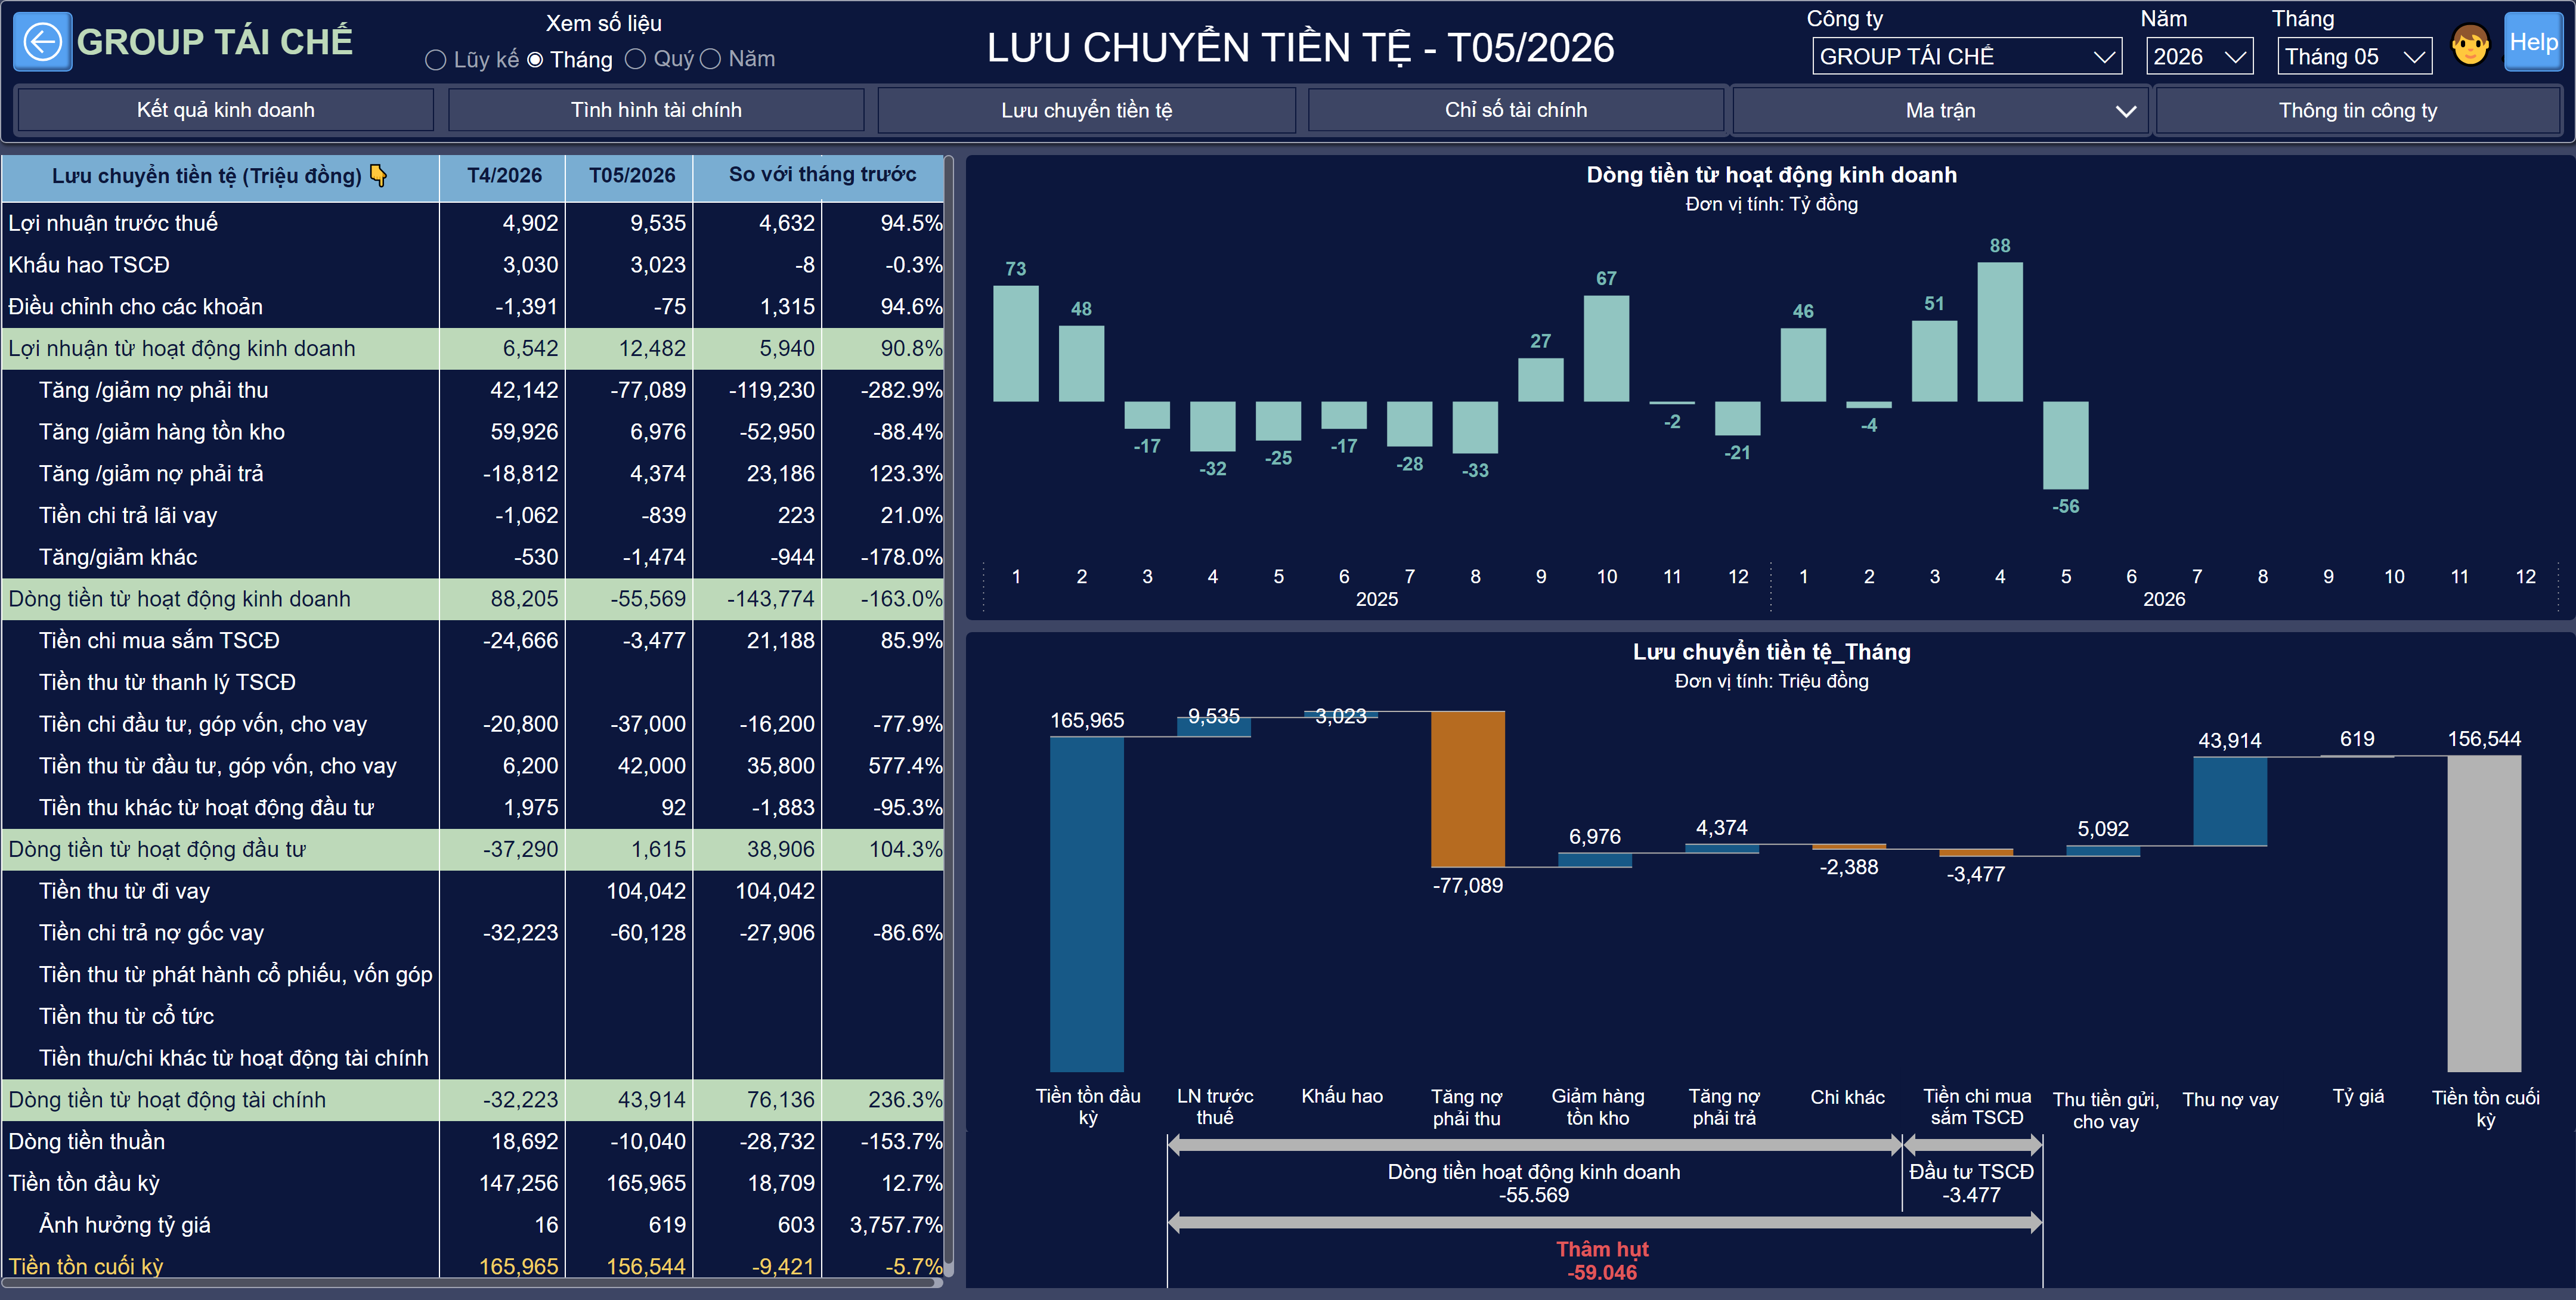 GROUP TÁI CHẾ
Xem số liệu
Lũy kế Tháng Quý Năm
LƯU CHUYỂN TIỀN TỆ - T05/2026
Công ty Năm Tháng
GROUP TÁI CHẾ 2026 Tháng 05
Help
Kết quả kinh doanh Tình hình tài chính Lưu chuyển tiền tệ Chỉ số tài chính Ma trận Thông tin công ty
Lưu chuyển tiền tệ (Triệu đồng) T4/2026 T05/2026 So với tháng trước
Lợi nhuận trước thuế 4,902 9,535 4,632 94.5%
Khấu hao TSCĐ 3,030 3,023 -8 -0.3%
Điều chỉnh cho các khoản -1,391 -75 1,315 94.6%
Lợi nhuận từ hoạt động kinh doanh 6,542 12,482 5,940 90.8%
Tăng /giảm nợ phải thu 42,142 -77,089 -119,230 -282.9%
Tăng /giảm hàng tồn kho 59,926 6,976 -52,950 -88.4%
Tăng /giảm nợ phải trả -18,812 4,374 23,186 123.3%
Tiền chi trả lãi vay -1,062 -839 223 21.0%
Tăng/giảm khác -530 -1,474 -944 -178.0%
Dòng tiền từ hoạt động kinh doanh 88,205 -55,569 -143,774 -163.0%
Tiền chi mua sắm TSCĐ -24,666 -3,477 21,188 85.9%
Tiền thu từ thanh lý TSCĐ
Tiền chi đầu tư, góp vốn, cho vay -20,800 -37,000 -16,200 -77.9%
Tiền thu từ đầu tư, góp vốn, cho vay 6,200 42,000 35,800 577.4%
Tiền thu khác từ hoạt động đầu tư 1,975 92 -1,883 -95.3%
Dòng tiền từ hoạt động đầu tư -37,290 1,615 38,906 104.3%
Tiền thu từ đi vay 104,042 104,042
Tiền chi trả nợ gốc vay -32,223 -60,128 -27,906 -86.6%
Tiền thu từ phát hành cổ phiếu, vốn góp
Tiền thu từ cổ tức
Tiền thu/chi khác từ hoạt động tài chính
Dòng tiền từ hoạt động tài chính -32,223 43,914 76,136 236.3%
Dòng tiền thuần 18,692 -10,040 -28,732 -153.7%
Tiền tồn đầu kỳ 147,256 165,965 18,709 12.7%
Ảnh hưởng tỷ giá 16 619 603 3,757.7%
Tiền tồn cuối kỳ 165,965 156,544 -9,421 -5.7%
Dòng tiền từ hoạt động kinh doanh
Đơn vị tính: Tỷ đồng
73 48 -17 -32 -25 -17 -28 -33 27 67 -2 -21 46 -4 51 88 -56
1 2 3 4 5 6 7 8 9 10 11 12 1 2 3 4 5 6 7 8 9 10 11 12
2025 2026
Lưu chuyển tiền tệ_Tháng
Đơn vị tính: Triệu đồng
165,965 9,535 3,023 -77,089 6,976 4,374 -2,388 -3,477 5,092 43,914 619 156,544
Tiền tồn đầu kỳ
LN trước thuế
Khấu hao
Tăng nợ phải thu
Giảm hàng tồn kho
Tăng nợ phải trả
Chi khác
Tiền chi mua sắm TSCĐ
Thu tiền gửi, cho vay
Thu nợ vay
Tỷ giá
Tiền tồn cuối kỳ
Dòng tiền hoạt động kinh doanh
-55.569
Đầu tư TSCĐ
-3.477
Thâm hụt
-59.046